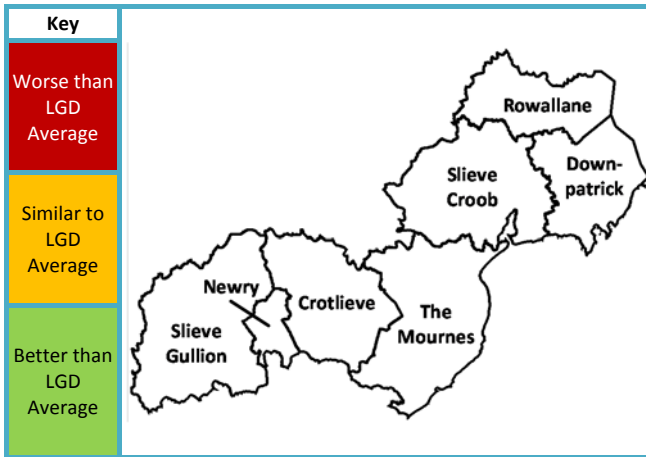 Key
Worse than
LGD
Average
Similar to
LGD
Average
Better than
LGD
Average
Rowallane
Slieve
Croob
Down-
patrick
Newry
Crotlieve
The
Mournes
Slieve
Gullion